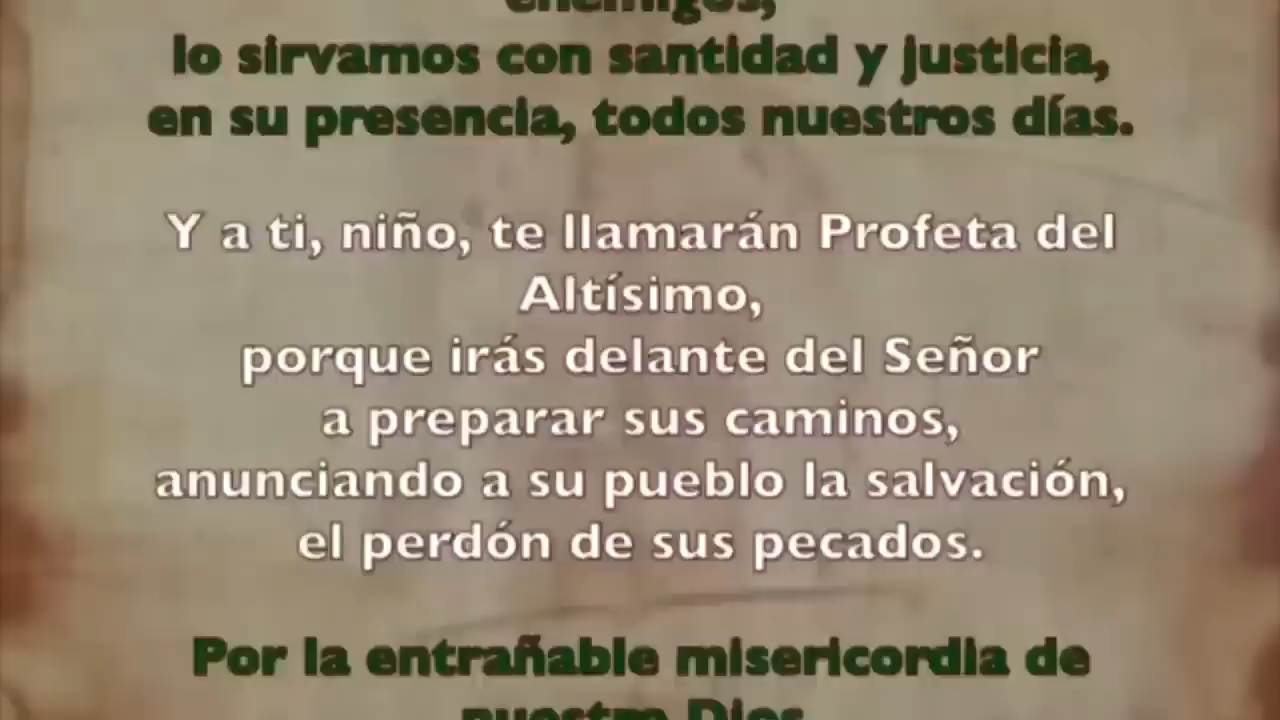 enemigos,
lo sirvamos con santidad y justicia,
en su presencia, todos nuestros días.
Y a ti, niño, te llamarán Profeta del
Altísimo,
porque irás delante del Señor
a preparar sus caminos,
anunciando a su pueblo la salvación,
el perdón de sus pecados.
Por la entrañable misericordia de
nuestro Dios